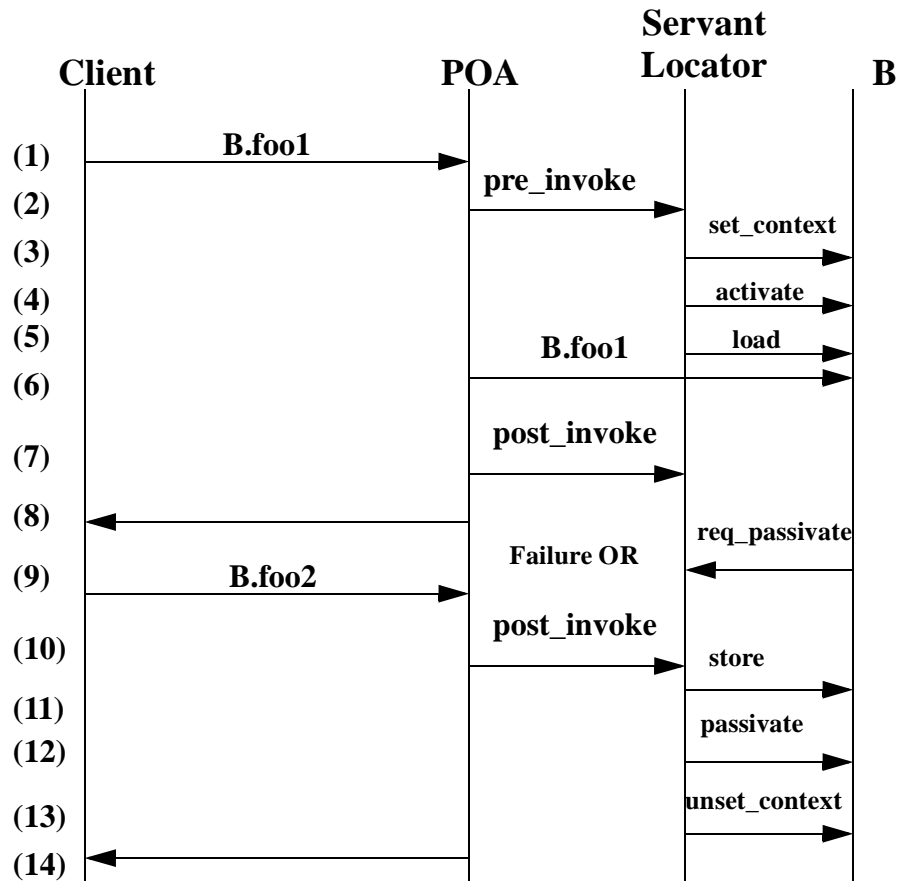 Servant
Client POA Locator B
(1) B.foo1
(2) pre_invoke
(3) set_context
(4) activate
(5) B.foo1 load
(6)
(7) post_invoke
(8) Failure OR req_passivate
(9) B.foo2
(10) post_invoke store
(11)
(12) passivate
(13) unset_context
(14)